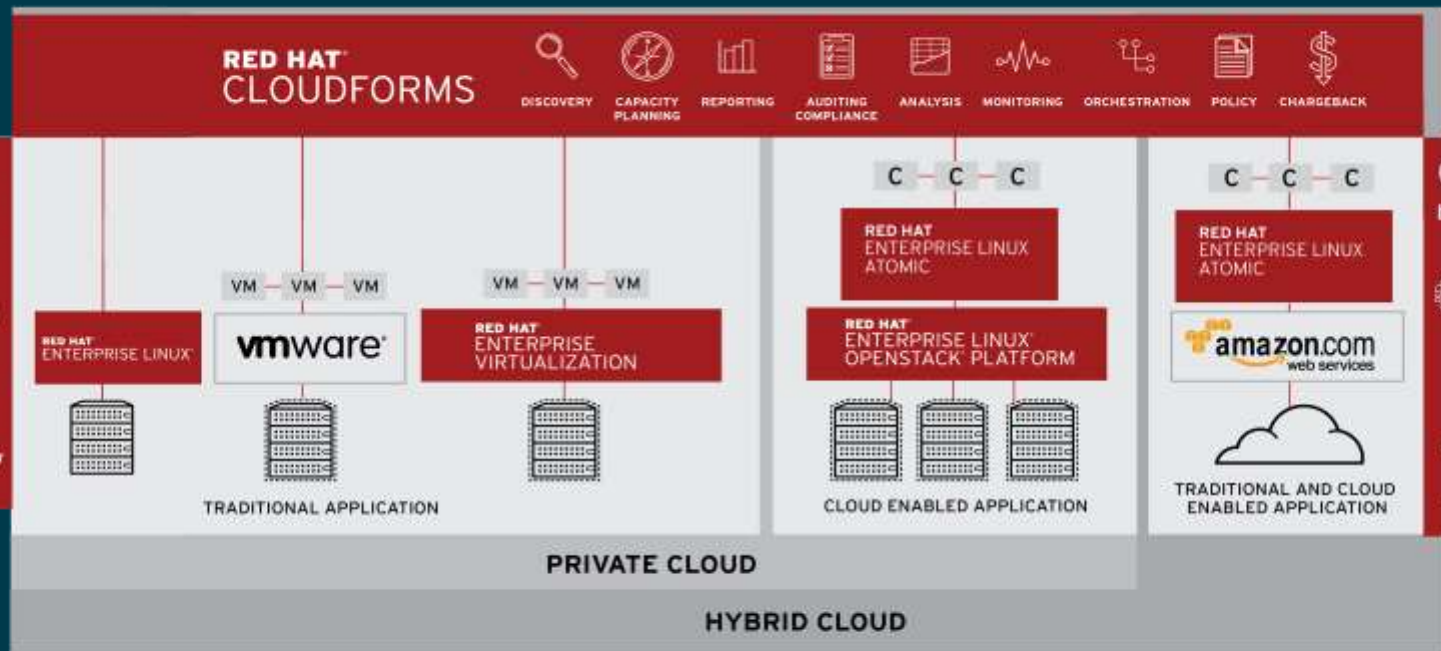 RED HAT®
CLOUDFORMS
DISCOVERY
CAPACITY
PLANNING
REPORTING
AUDITING
COMPLIANCE
ANALYSIS
MONITORING
ORCHESTRATION
POLICY
CHARGEBACK
C C C
C C C
RED HAT
ENTERPRISE LINUX
ATOMIC
RED HAT
ENTERPRISE LINUX
ATOMIC
VM VM VM
VM VM VM
RED HAT®
ENTERPRISE LINUX®
vmware®
RED HAT®
ENTERPRISE
VIRTUALIZATION
RED HAT®
ENTERPRISE LINUX®
OPENSTACK® PLATFORM
amazon.com
web services
TRADITIONAL APPLICATION
CLOUD ENABLED APPLICATION
TRADITIONAL AND CLOUD
ENABLED APPLICATION
PRIVATE CLOUD
HYBRID CLOUD